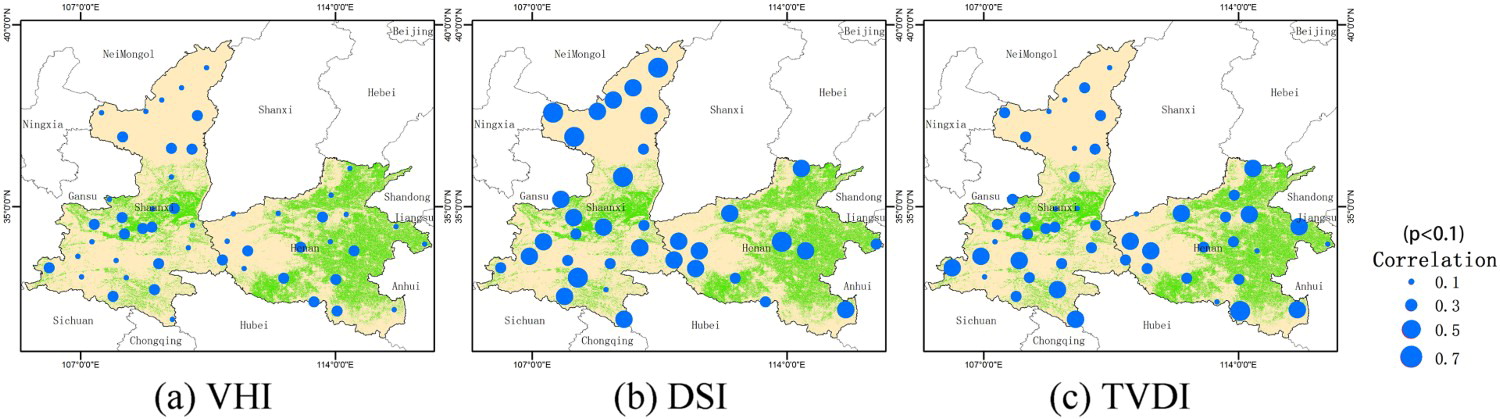 107°0'0"E 114°0'0"E 107°0'0"E 114°0'0"E 107°0'0"E 114°0'0"E
40°0'0"N 40°0'0"N 40°0'0"N
Beijing Beijing Beijing
NeiMongol NeiMongol NeiMongol
Hebei Hebei Hebei
Shanxi Shanxi Shanxi
Ningxia Ningxia Ningxia
Gansu Shandong Gansu Shandong Gansu Shandong
35°0'0"N 35°0'0"N 35°0'0"N
Shaanxi Shaanxi Shaanxi
Jiangsu Jiangsu Jiangsu
Henan Henan Henan
Anhui Anhui Anhui
Sichuan Hubei Sichuan Hubei Sichuan Hubei
Chongqing Chongqing Chongqing
107°0'0"E 114°0'0"E 107°0'0"E 114°0'0"E 107°0'0"E 114°0'0"E
(a) VHI (b) DSI (c) TVDI
(p<0.1)
Correlation
0.1
0.3
0.5
0.7